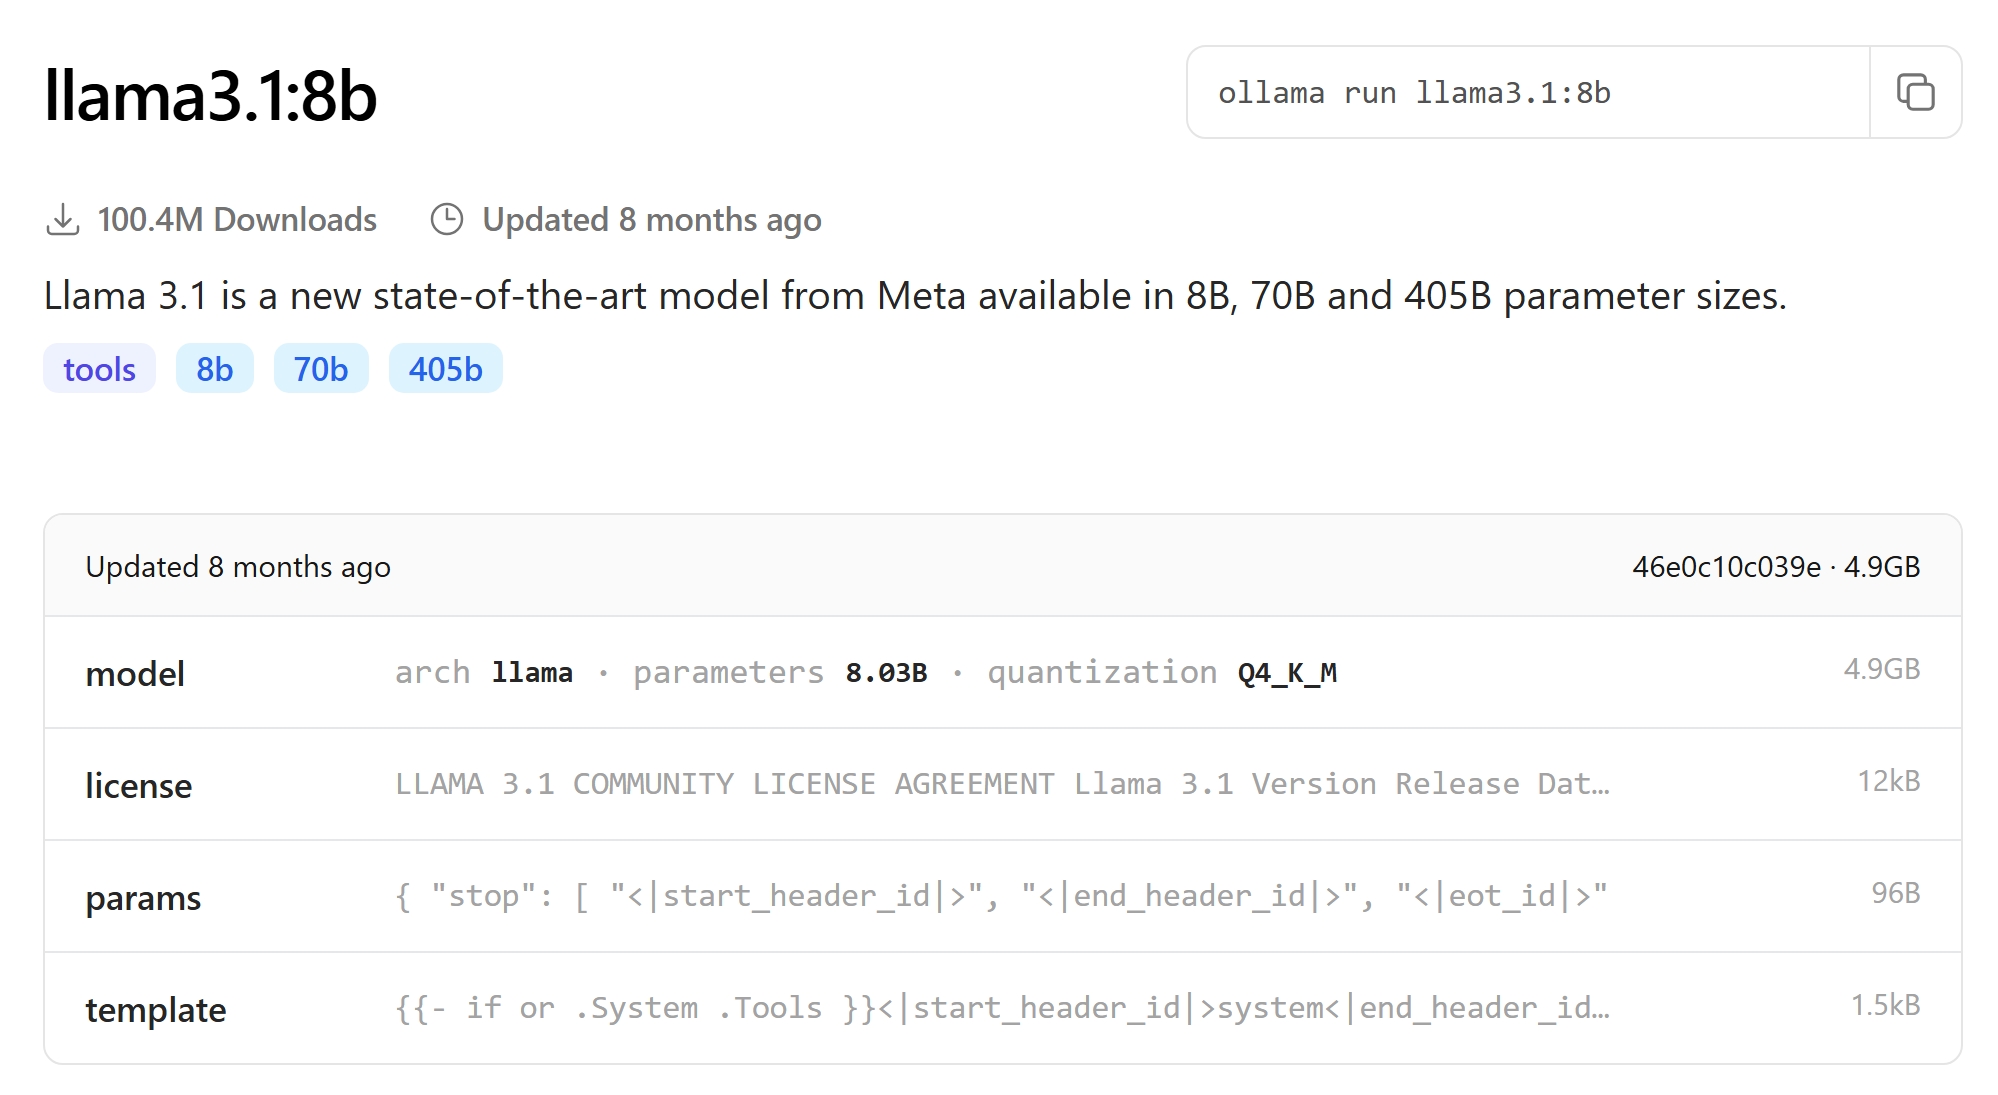 llama3.1:8b
ollama run llama3.1:8b
100.4M Downloads Updated 8 months ago
Llama 3.1 is a new state-of-the-art model from Meta available in 8B, 70B and 405B parameter sizes.
tools 8b 70b 405b
Updated 8 months ago 46e0c10c039e · 4.9GB
model arch llama · parameters 8.03B · quantization Q4_K_M 4.9GB
license LLAMA 3.1 COMMUNITY LICENSE AGREEMENT Llama 3.1 Version Release Dat… 12kB
params { "stop": [ "<|start_header_id|>", "<|end_header_id|>", "<|eot_id|>" 96B
template {{- if or .System .Tools }}<|start_header_id|>system<|end_header_id… 1.5kB